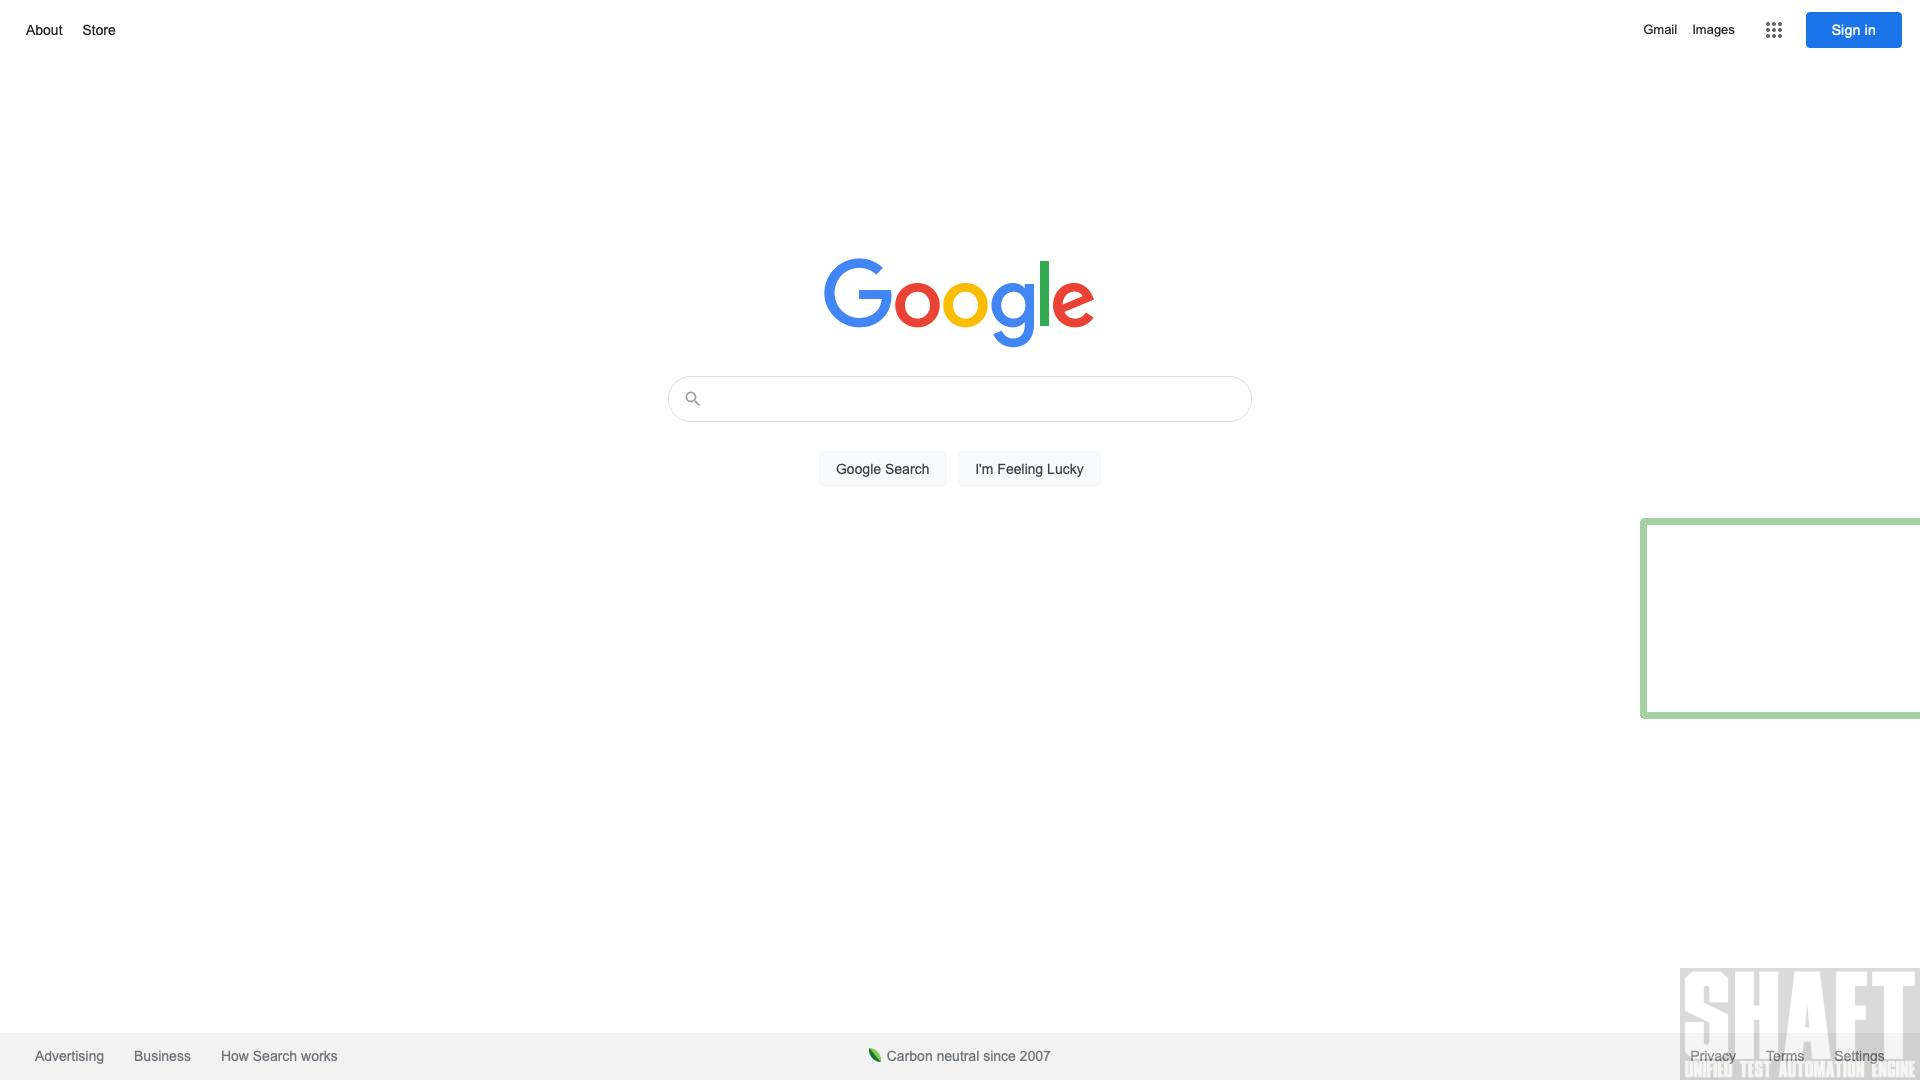 About Store Gmail Images Sign in
Google
Google Search I'm Feeling Lucky
Advertising Business How Search works Carbon neutral since 2007 Privacy Terms Settings
SHAFT
UNIFIED TEST AUTOMATION ENGINE